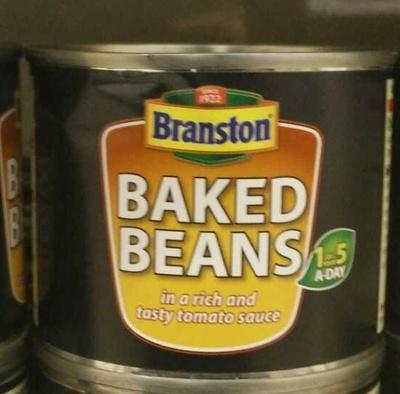 SINCE
1922
Branston
BAKED
BEANS
in a rich and
tasty tomato sauce
1 of 5
A-DAY
B
B